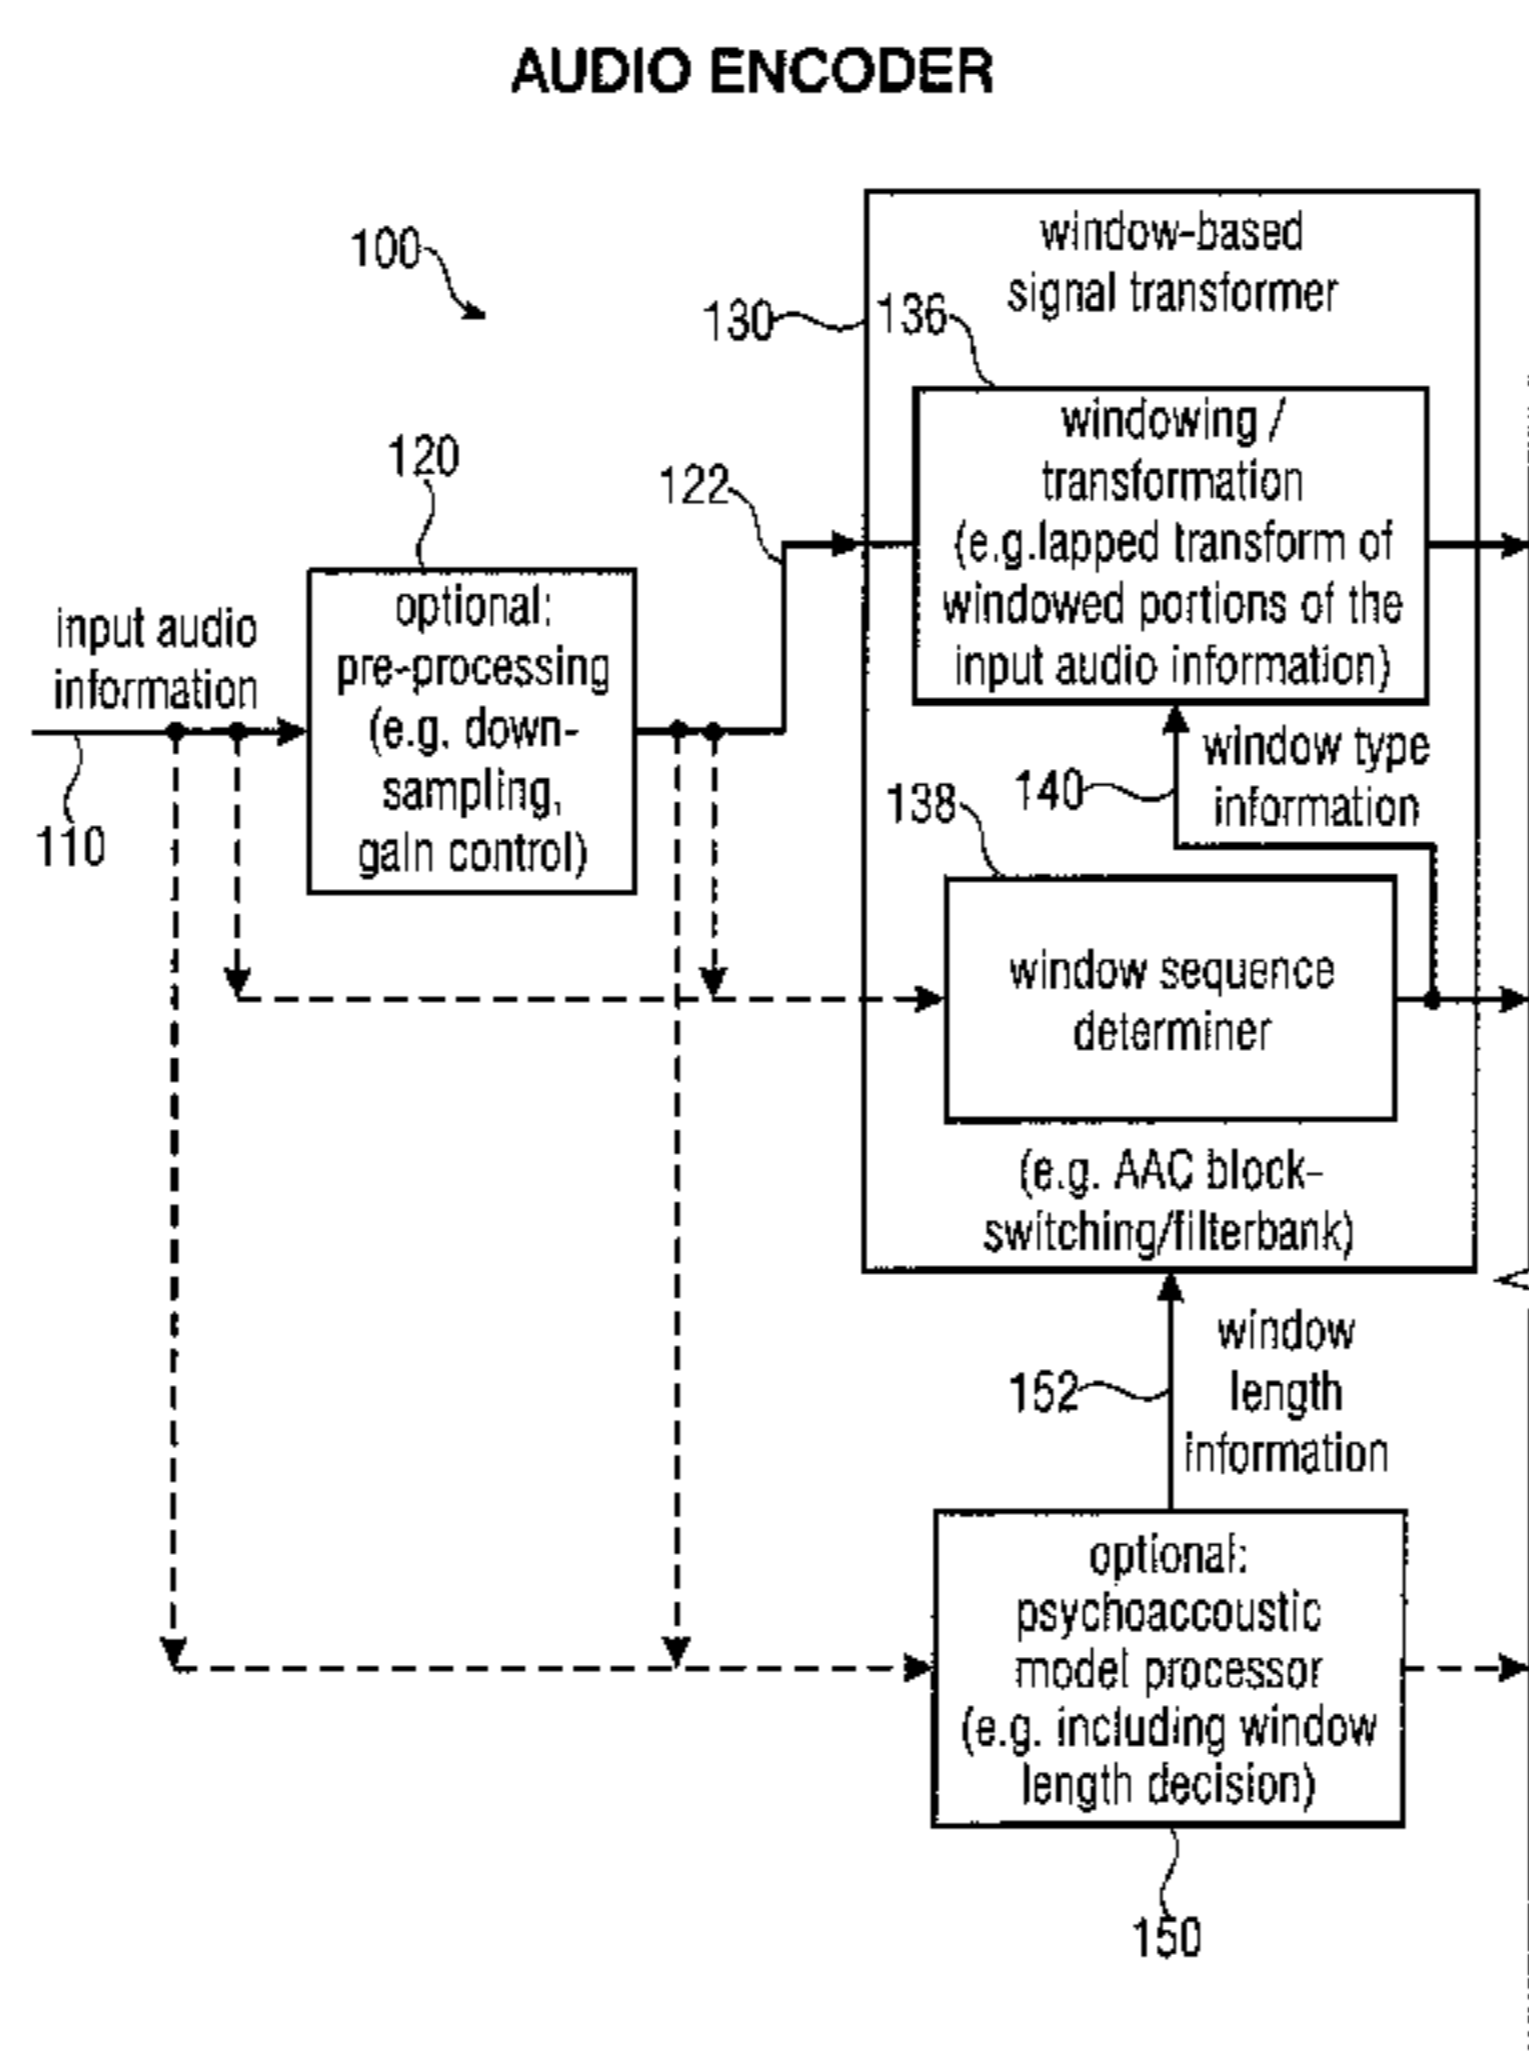 AUDIO ENCODER
100
window-based
signal transformer
130
136
windowing /
transformation
(e.g.lapped transform of
windowed portions of the
input audio information)
120
122
optional:
pre-processing
(e.g. down-
sampling,
gain control)
input audio
information
110
window type
information
140
138
window sequence
determiner
(e.g. AAC block-
switching/filterbank)
window
length
information
152
optional:
psychoaccoustic
model processor
(e.g. including window
length decision)
150